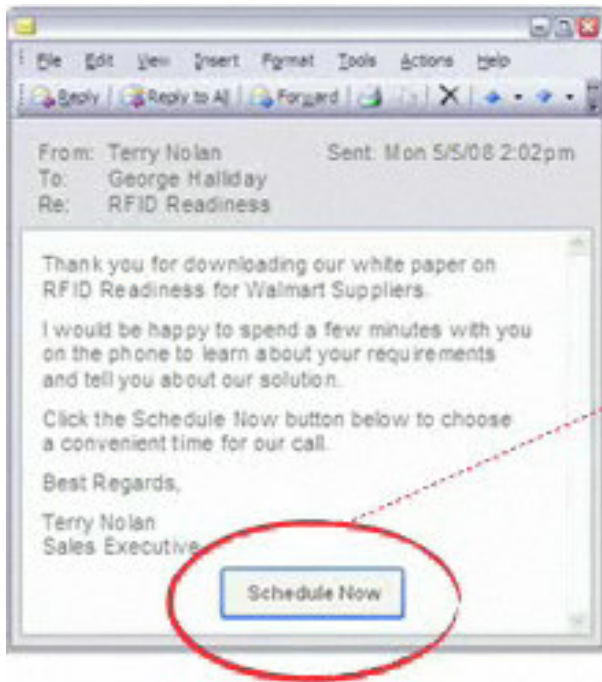 File Edit View Insert Format Tools Actions Help
Reply Reply to All Forward
From: Terry Nolan Sent: Mon 5/5/08 2:02pm
To: George Halliday
Re: RFID Readiness
Thank you for downloading our white paper on
RFID Readiness for Walmart Suppliers.
I would be happy to spend a few minutes with you
on the phone to learn about your requirements
and tell you about our solution.
Click the Schedule Now button below to choose
a convenient time for our call.
Best Regards,
Terry Nolan
Sales Executive
Schedule Now